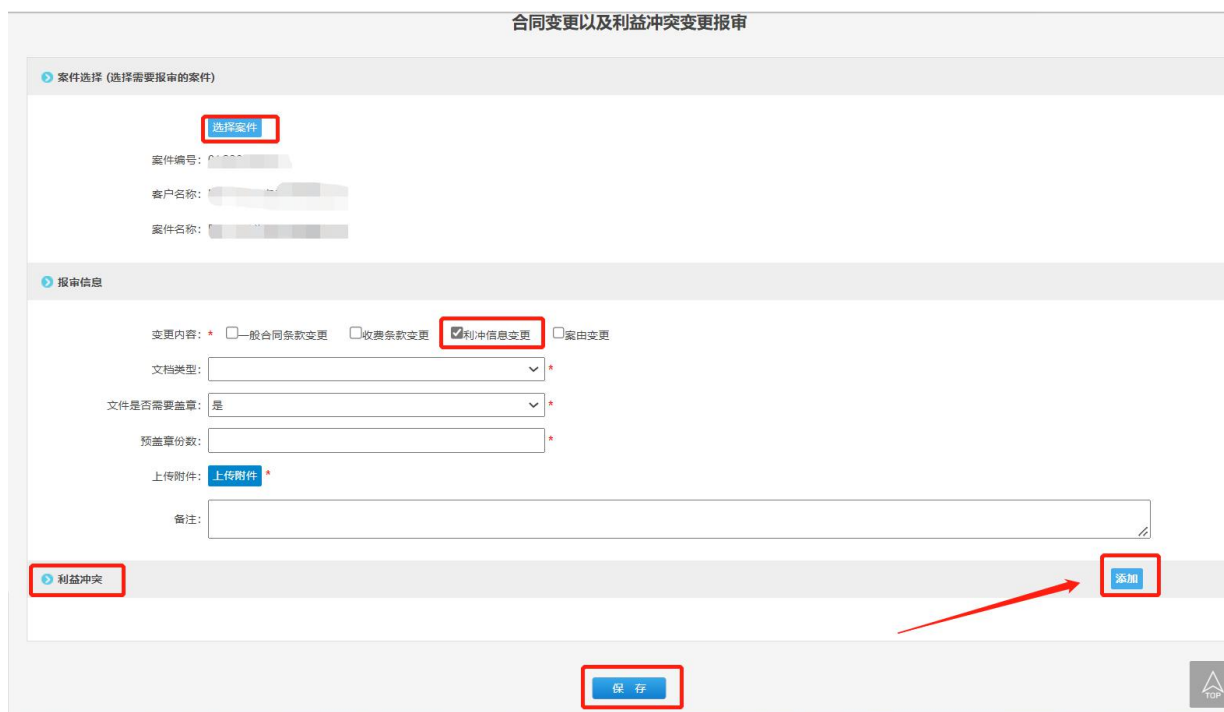 合同变更以及利益冲突变更报审
案件选择 (选择需要报审的案件)
选择案件
案件编号:
客户名称:
案件名称:
报审信息
变更内容: * 一般合同条款变更 收费条款变更 利冲信息变更 案由变更
文档类型: *
文件是否需要盖章: 是 *
预盖章份数: *
上传附件: 上传附件 *
备注:
利益冲突 添加
保 存
TOP